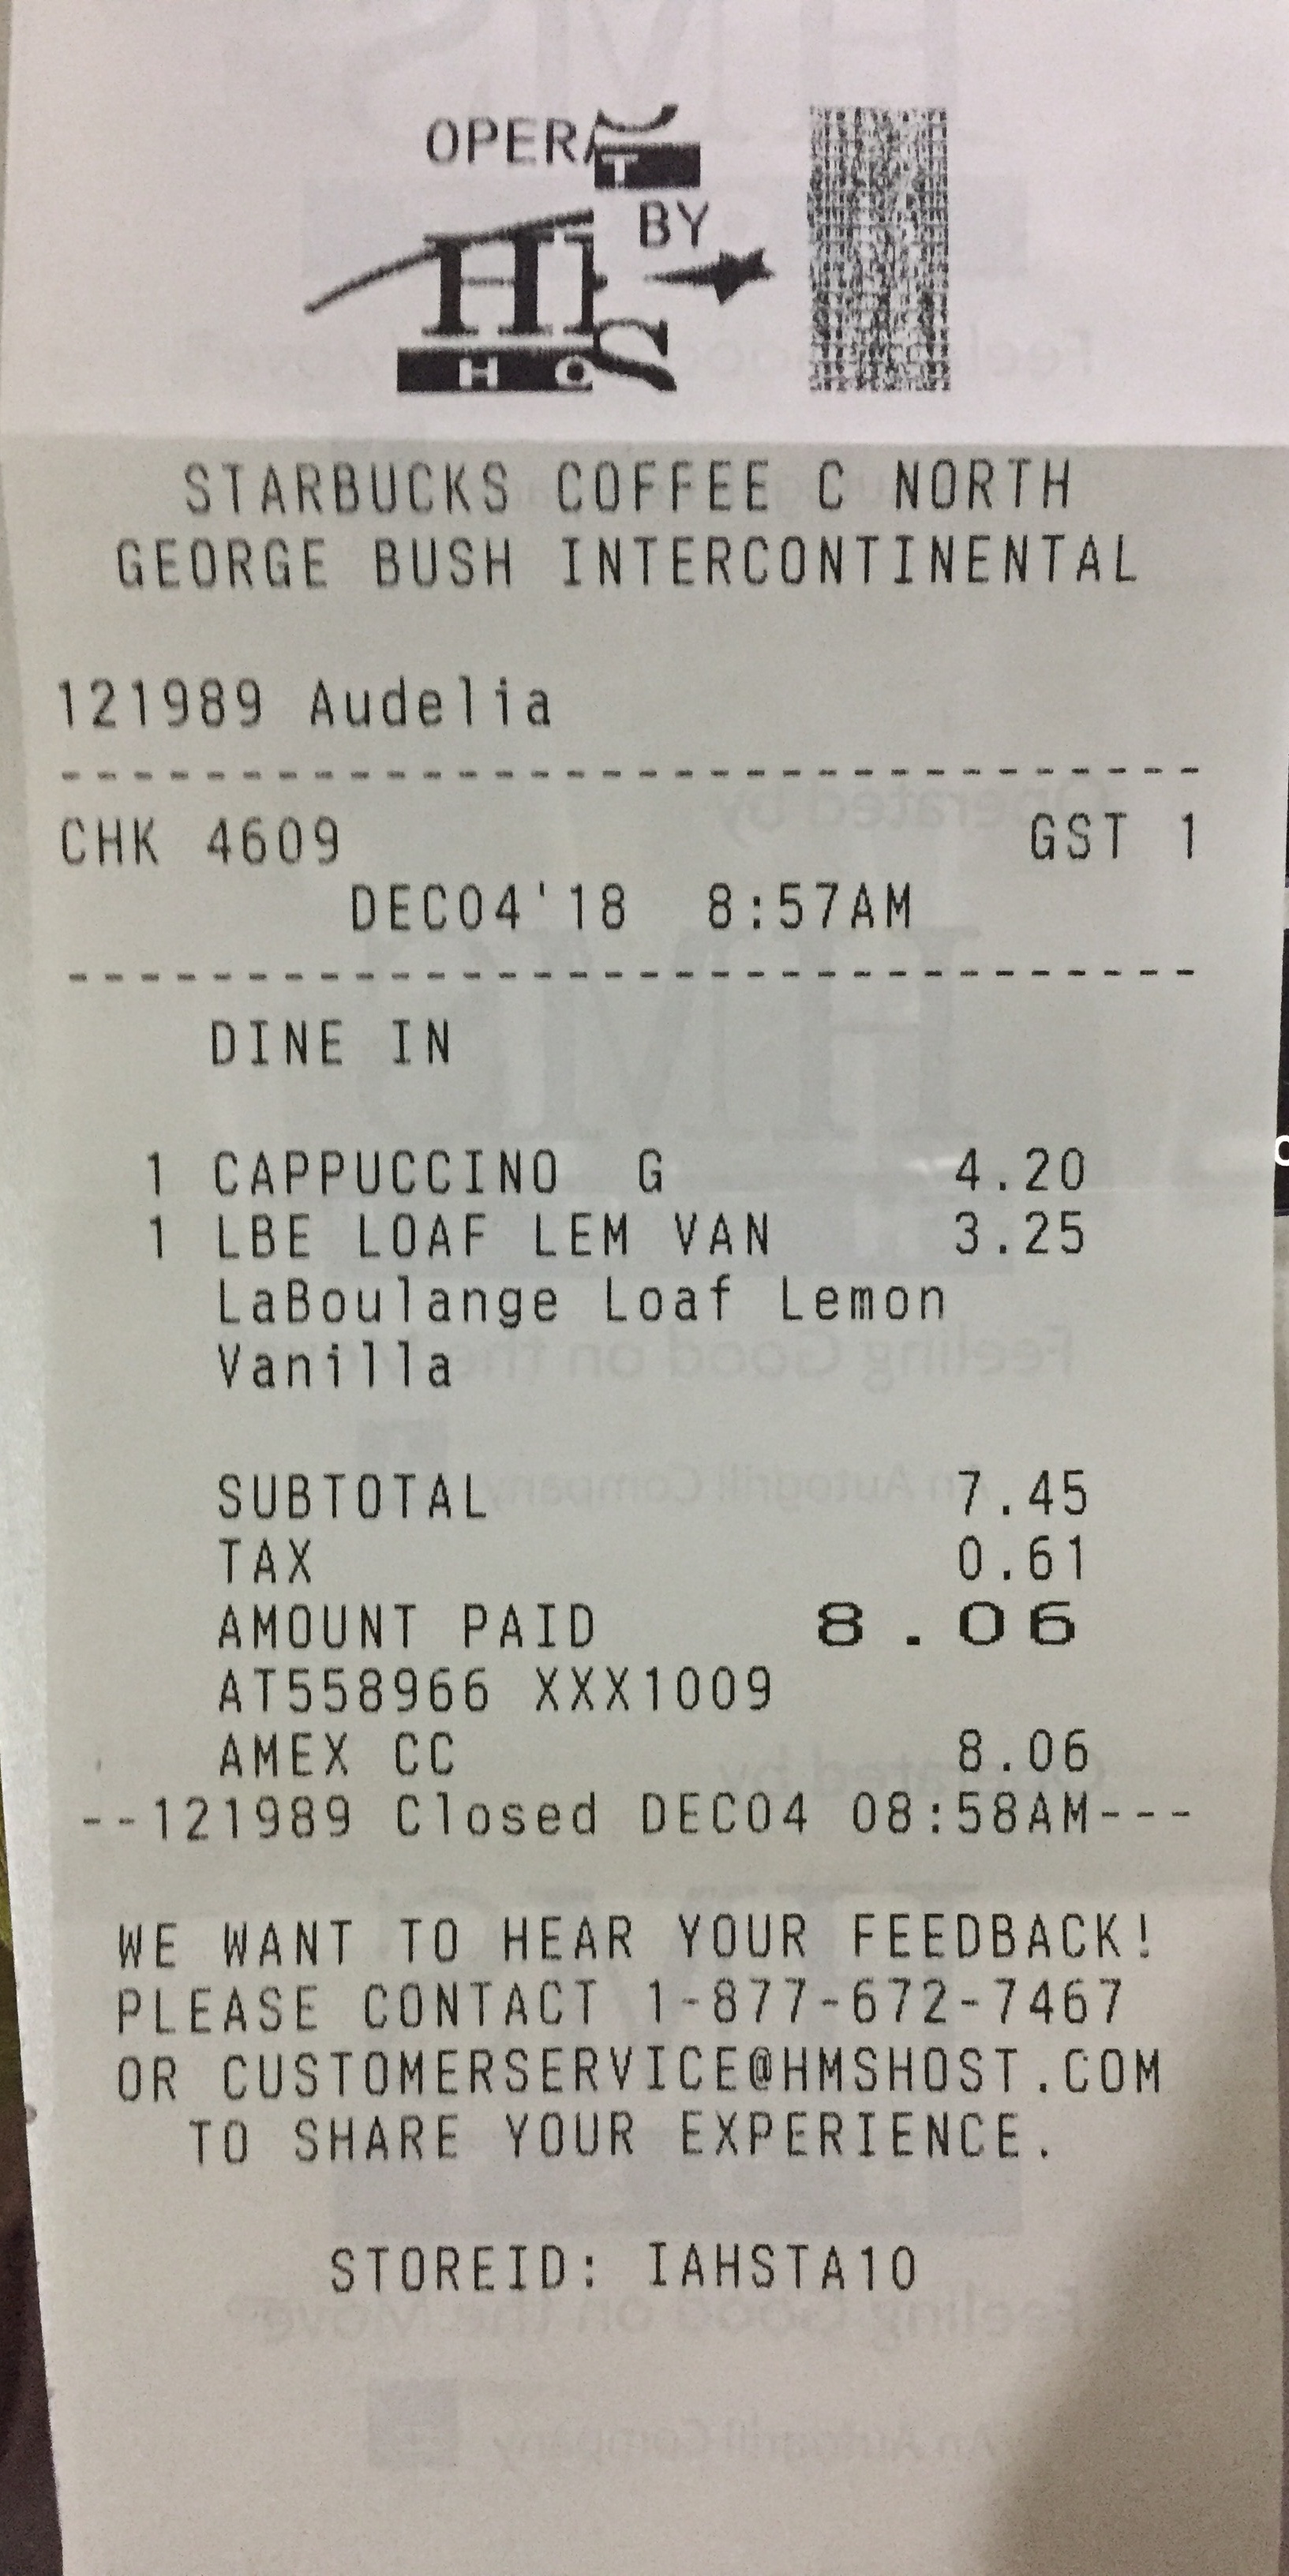 OPERAT
BY
HMS
HOS
STARBUCKS COFFEE C NORTH
GEORGE BUSH INTERCONTINENTAL
121989 Audelia
--------------------------------
CHK 4609 GST 1
DEC04'18 8:57AM
--------------------------------
DINE IN
1 CAPPUCCINO G 4.20
1 LBE LOAF LEM VAN 3.25
LaBoulange Loaf Lemon
Vanilla
SUBTOTAL 7.45
TAX 0.61
AMOUNT PAID 8.06
AT558966 XXX1009
AMEX CC 8.06
--121989 Closed DEC04 08:58AM---
WE WANT TO HEAR YOUR FEEDBACK!
PLEASE CONTACT 1-877-672-7467
OR CUSTOMERSERVICE@HMSHOST.COM
TO SHARE YOUR EXPERIENCE.
STOREID: IAHSTA10